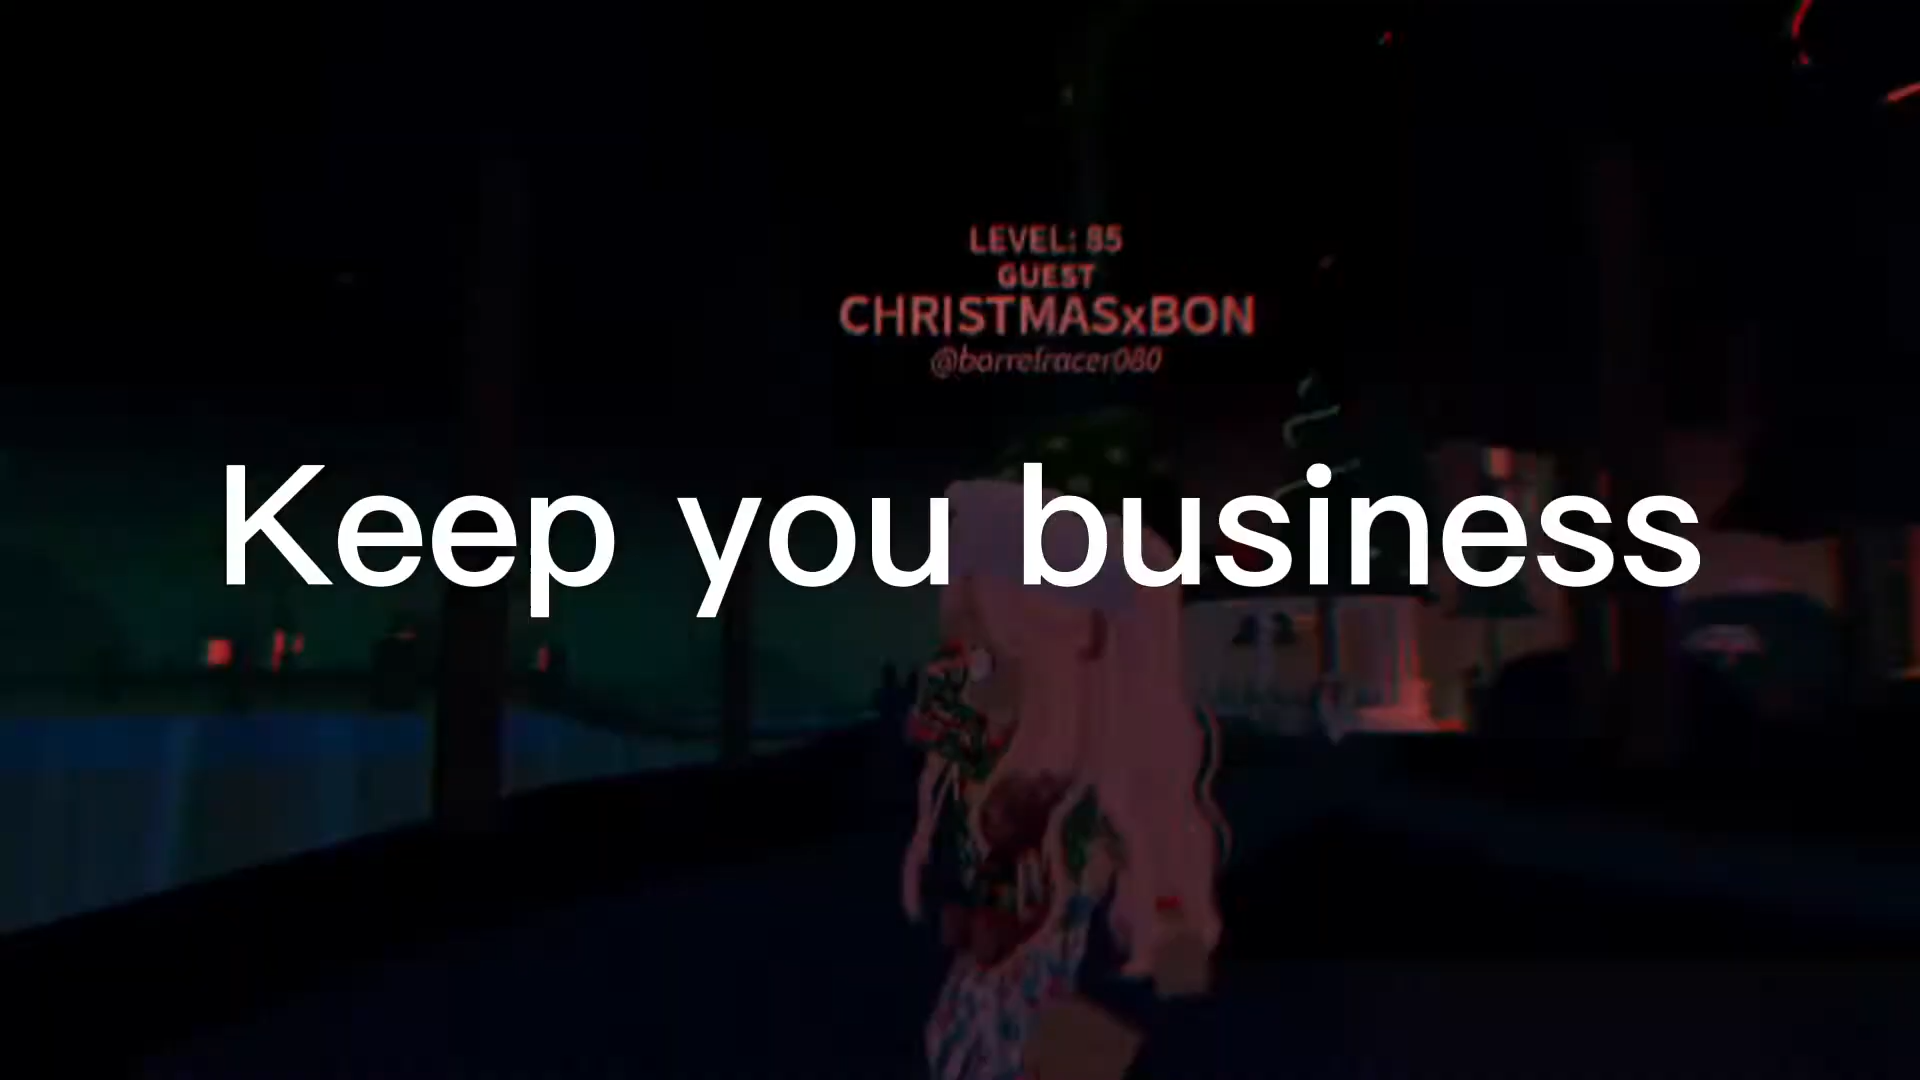 LEVEL: 85
GUEST
CHRISTMASxBON
@barrelracer080
Keep you business